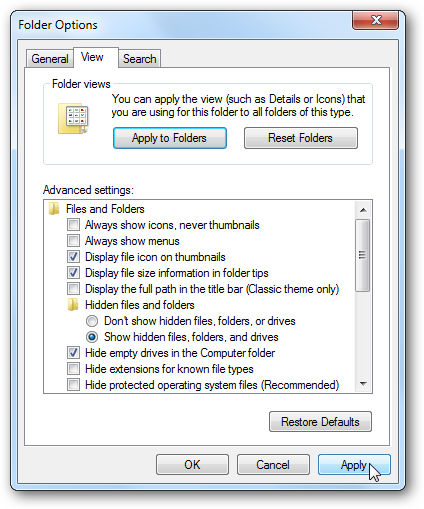 Folder Options
General
View
Search
Folder views
You can apply the view (such as Details or Icons) that
you are using for this folder to all folders of this type.
Apply to Folders
Reset Folders
Advanced settings:
Files and Folders
Always show icons, never thumbnails
Always show menus
Display file icon on thumbnails
Display file size information in folder tips
Display the full path in the title bar (Classic theme only)
Hidden files and folders
Don't show hidden files, folders, or drives
Show hidden files, folders, and drives
Hide empty drives in the Computer folder
Hide extensions for known file types
Hide protected operating system files (Recommended)
Restore Defaults
OK
Cancel
Apply